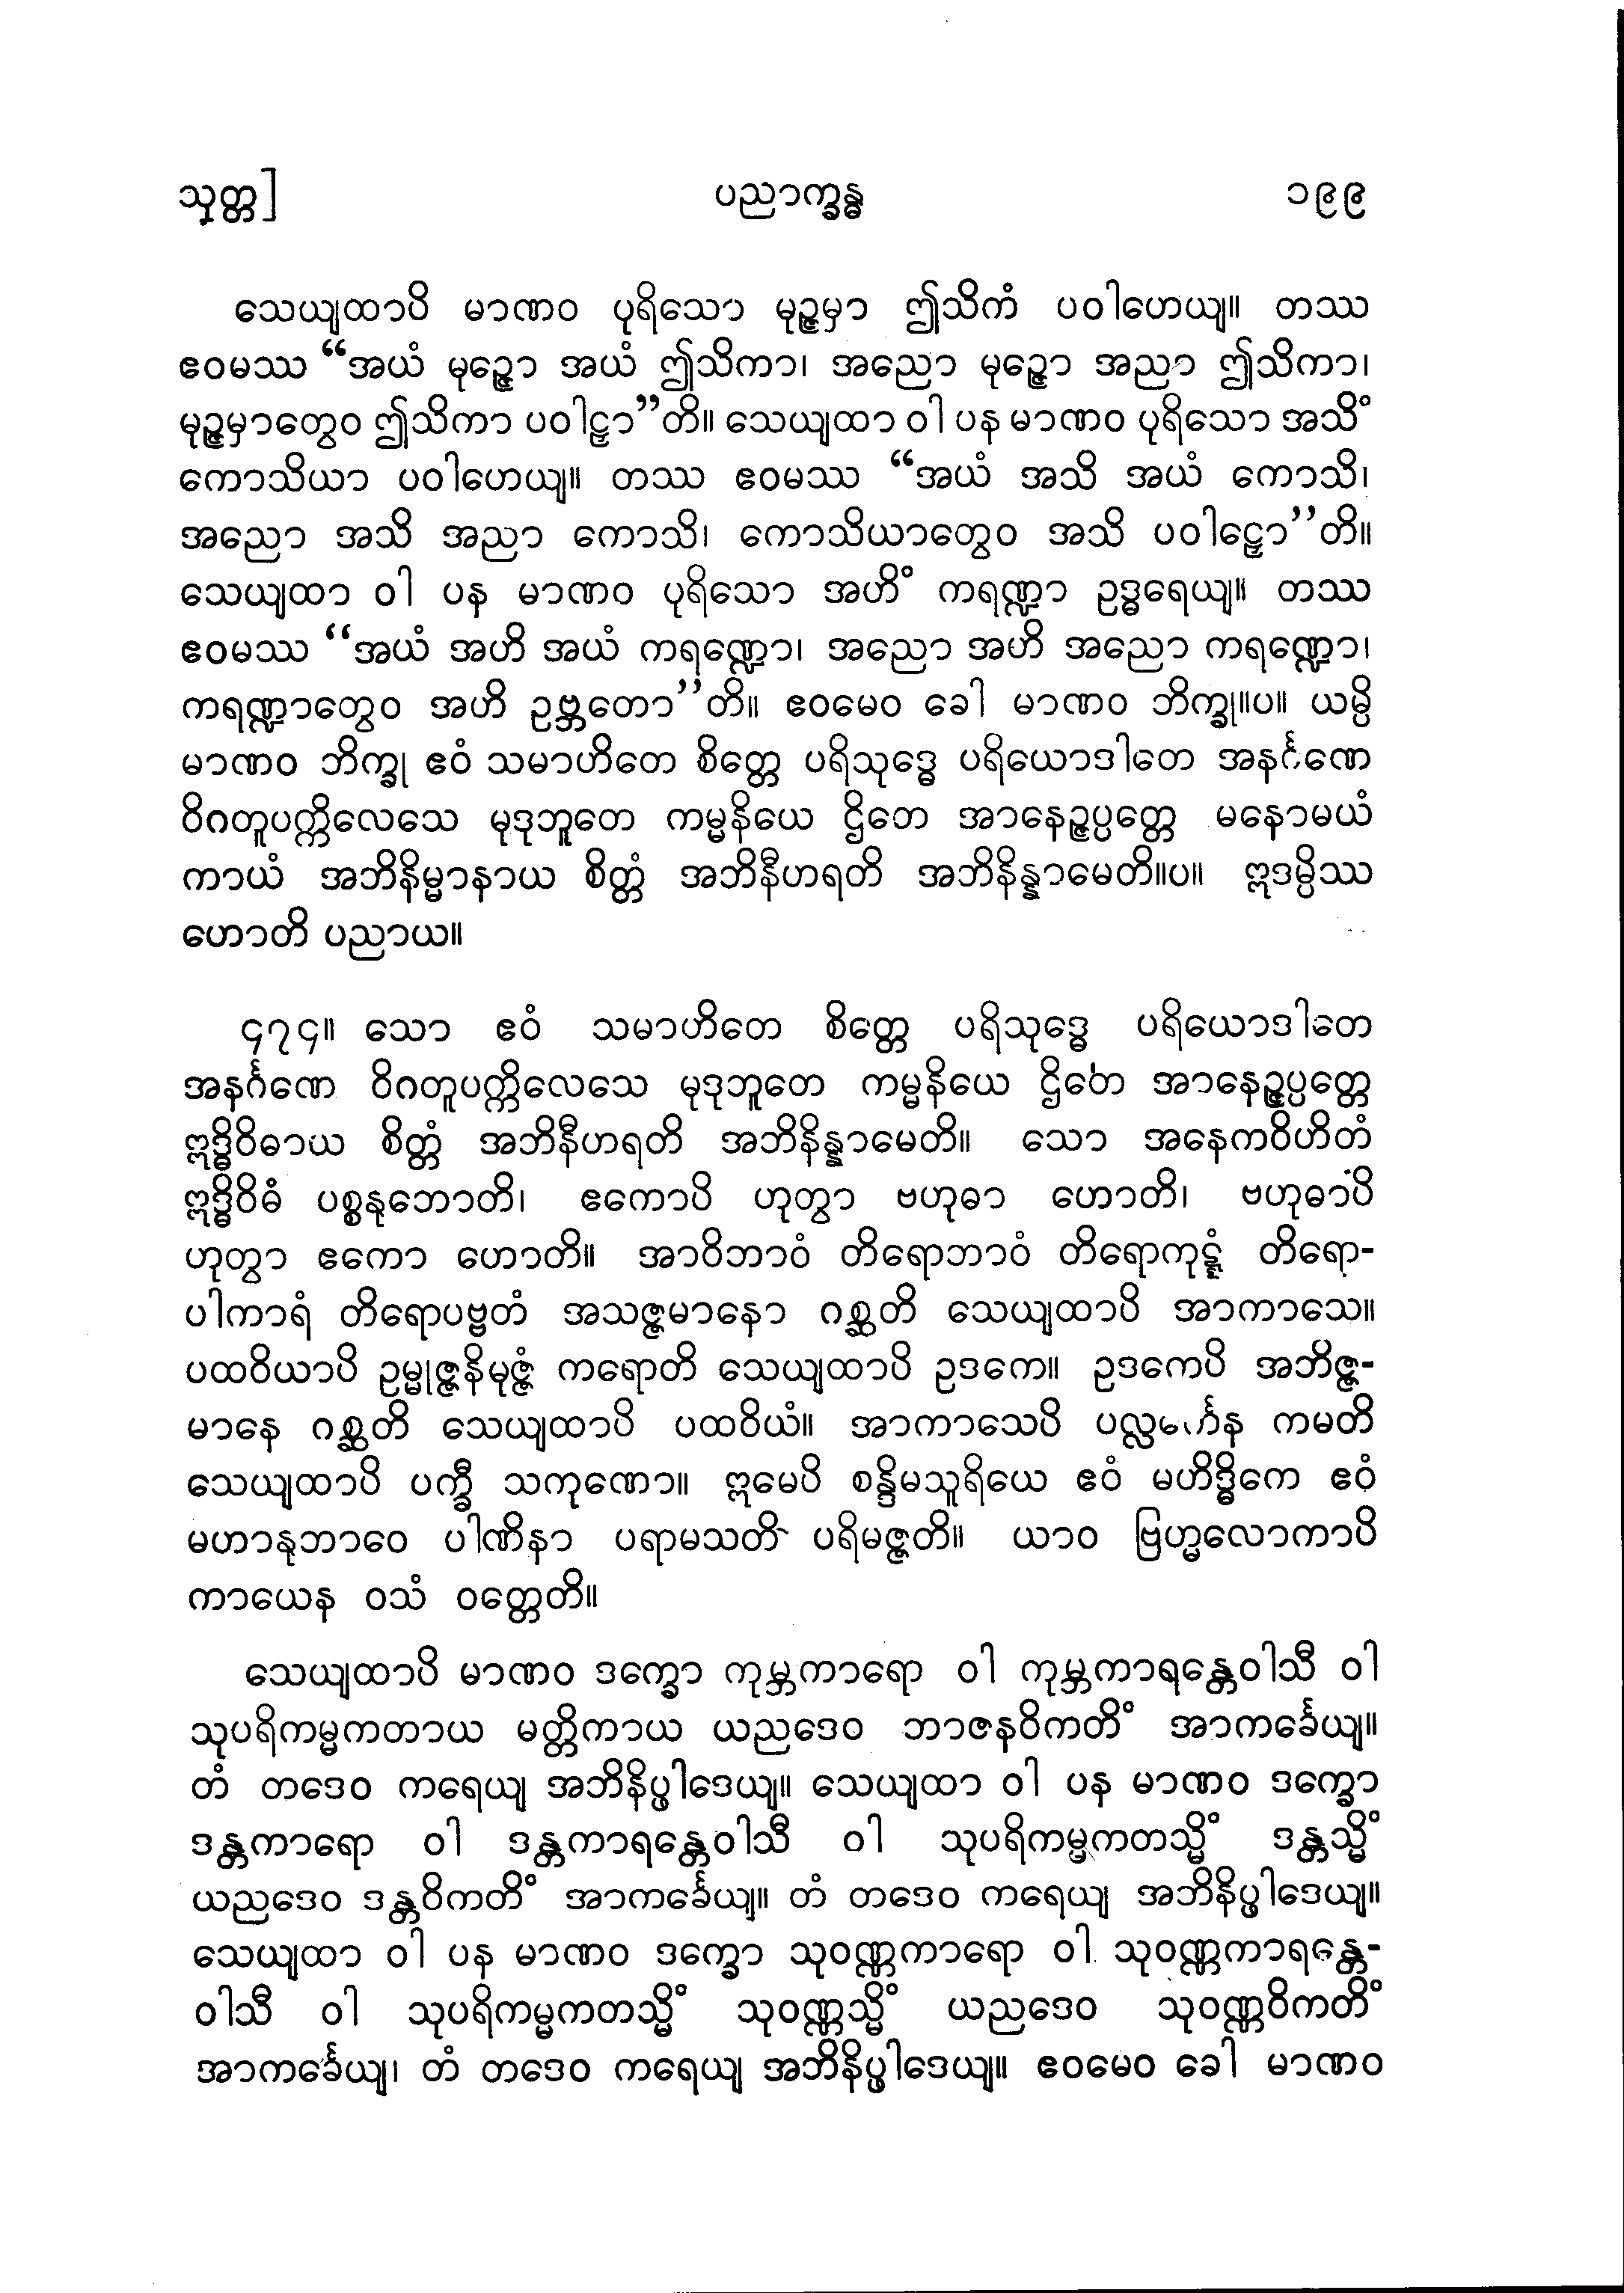 သုတ္တ] ပညာက္ခန္ဓ ၁၉၉
သေယျထာပိ မာဏဝ ပုရိသော မုဉ္ဇမှာ ဤသိကံ ပဝါဟေယျ။ တဿ
ဧဝမဿ “အယံ မုဉ္ဇော အယံ ဤသိကာ၊ အညော မုဉ္ဇော အညာ ဤသိကာ၊
မုဉ္ဇမှာတွေဝ ဤသိကာ ပဝါဠှာ”တိ။ သေယျထာ ဝါ ပန မာဏဝ ပုရိသော အသိံ
ကောသိယာ ပဝါဟေယျ။ တဿ ဧဝမဿ “အယံ အသိ အယံ ကောသိ၊
အညော အသိ အညာ ကောသိ၊ ကောသိယာတွေဝ အသိ ပဝါဠှော”တိ။
သေယျထာ ဝါ ပန မာဏဝ ပုရိသော အဟိံ ကရဏ္ဍာ ဥဒ္ဓရေယျ။ တဿ
ဧဝမဿ “အယံ အဟိ အယံ ကရဏ္ဍော၊ အညော အဟိ အညော ကရဏ္ဍော၊
ကရဏ္ဍာတွေဝ အဟိ ဥဗ္ဘတော”တိ။ ဧဝမေဝ ခေါ မာဏဝ ဘိက္ခု။ပ။ ယမ္ပိ
မာဏဝ ဘိက္ခု ဧဝံ သမာဟိတေ စိတ္တေ ပရိသုဒ္ဓေ ပရိယောဒါတေ အနင်္ဂဏေ
ဝိဂတူပက္ကိလေသေ မုဒုဘူတေ ကမ္မနိယေ ဌိတေ အာနေဉ္ဇပ္ပတ္တေ မနောမယံ
ကာယံ အဘိနိမ္မာနာယ စိတ္တံ အဘိနီဟရတိ အဘိနိန္နာမေတိ။ပ။ ဣဒမ္ပိဿ
ဟောတိ ပညာယ။
၄၇၄။ သော ဧဝံ သမာဟိတေ စိတ္တေ ပရိသုဒ္ဓေ ပရိယောဒါတေ
အနင်္ဂဏေ ဝိဂတူပက္ကိလေသေ မုဒုဘူတေ ကမ္မနိယေ ဌိတေ အာနေဉ္ဇပ္ပတ္တေ
ဣဒ္ဓိဝိဓာယ စိတ္တံ အဘိနီဟရတိ အဘိနိန္နာမေတိ။ သော အနေကဝိဟိတံ
ဣဒ္ဓိဝိဓံ ပစ္စနုဘောတိ၊ ဧကောပိ ဟုတွာ ဗဟုဓာ ဟောတိ၊ ဗဟုဓာပိ
ဟုတွာ ဧကော ဟောတိ။ အာဝိဘာဝံ တိရောဘာဝံ တိရောကုဋ္ဋံ တိရော-
ပါကာရံ တိရောပဗ္ဗတံ အသဇ္ဇမာနော ဂစ္ဆတိ သေယျထာပိ အာကာသေ။
ပထဝိယာပိ ဥမ္မုဇ္ဇနိမုဇ္ဇံ ကရောတိ သေယျထာပိ ဥဒကေ။ ဥဒကေပိ အဘိဇ္ဇ-
မာနေ ဂစ္ဆတိ သေယျထာပိ ပထဝိယံ။ အာကာသေပိ ပလ္လင်္ကေန ကမတိ
သေယျထာပိ ပက္ခီ သကုဏော။ ဣမေပိ စန္ဒိမသူရိယေ ဧဝံ မဟိဒ္ဓိကေ ဧဝံ
မဟာနုဘာဝေ ပါဏိနာ ပရာမသတိ ပရိမဇ္ဇတိ။ ယာဝ ဗြဟ္မလောကာပိ
ကာယေန ဝသံ ဝတ္တေတိ။
သေယျထာပိ မာဏဝ ဒက္ခော ကုမ္ဘကာရော ဝါ ကုမ္ဘကာရန္တေဝါသီ ဝါ
သုပရိကမ္မကတာယ မတ္တိကာယ ယညဒေဝ ဘာဇနဝိကတိံ အာကင်္ခေယျ။
တံ တဒေဝ ကရေယျ အဘိနိပ္ဖါဒေယျ။ သေယျထာ ဝါ ပန မာဏဝ ဒက္ခော
ဒန္တကာရော ဝါ ဒန္တကာရန္တေဝါသီ ဝါ သုပရိကမ္မကတသ္မိံ ဒန္တသ္မိံ
ယညဒေဝ ဒန္တဝိကတိံ အာကင်္ခေယျ။ တံ တဒေဝ ကရေယျ အဘိနိပ္ဖါဒေယျ။
သေယျထာ ဝါ ပန မာဏဝ ဒက္ခော သုဝဏ္ဏကာရော ဝါ သုဝဏ္ဏကာရန္တေ-
ဝါသီ ဝါ သုပရိကမ္မကတသ္မိံ သုဝဏ္ဏသ္မိံ ယညဒေဝ သုဝဏ္ဏဝိကတိံ
အာကင်္ခေယျ၊ တံ တဒေဝ ကရေယျ အဘိနိပ္ဖါဒေယျ။ ဧဝမေဝ ခေါ မာဏဝ